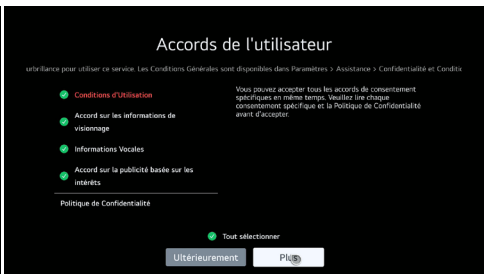 Accords de l'utilisateur
urbrillance pour utiliser ce service. Les Conditions Générales sont disponibles dans Paramètres > Assistance > Confidentialité et Conditic
Conditions d'Utilisation
Accord sur les informations de
visionnage
Informations Vocales
Accord sur la publicité basée sur les
intérêts
Politique de Confidentialité
Vous pouvez accepter tous les accords de consentement
spécifiques en même temps. Veuillez lire chaque
consentement spécifique et la Politique de Confidentialité
avant d'accepter.
Tout sélectionner
Ultérieurement
Plus